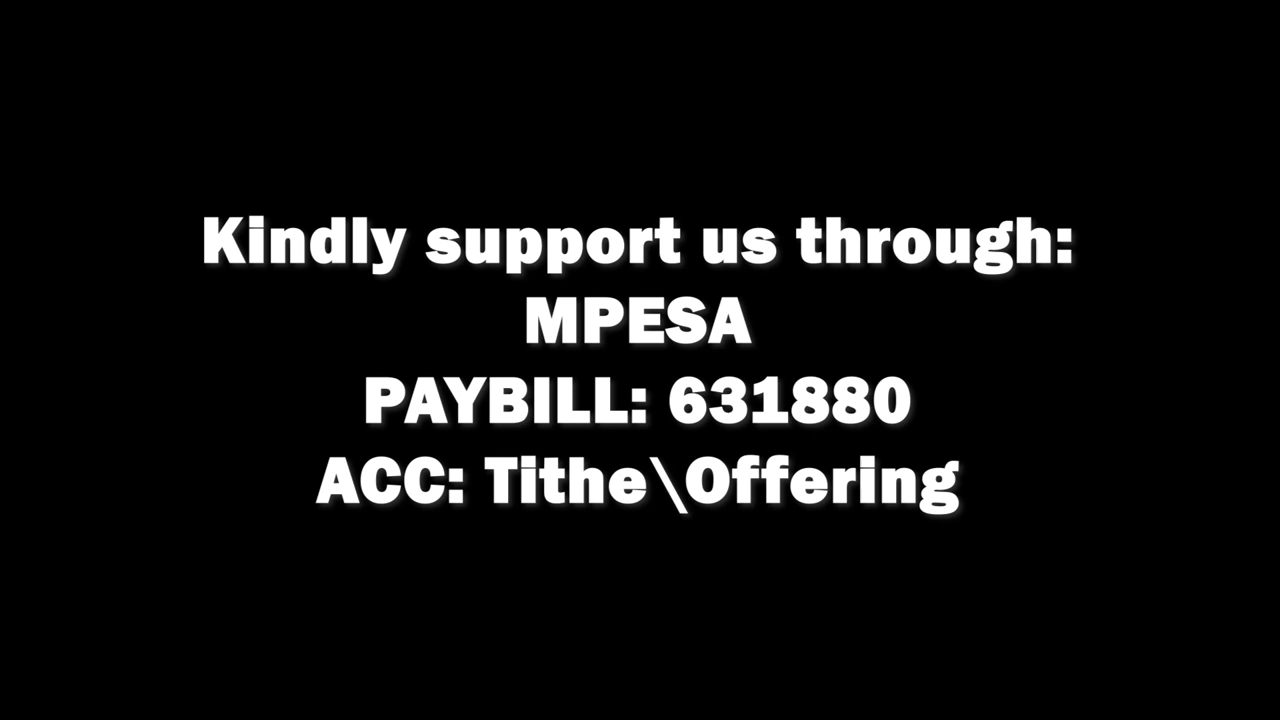 Kindly support us through:
MPESA
PAYBILL: 631880
ACC: Tithe\Offering